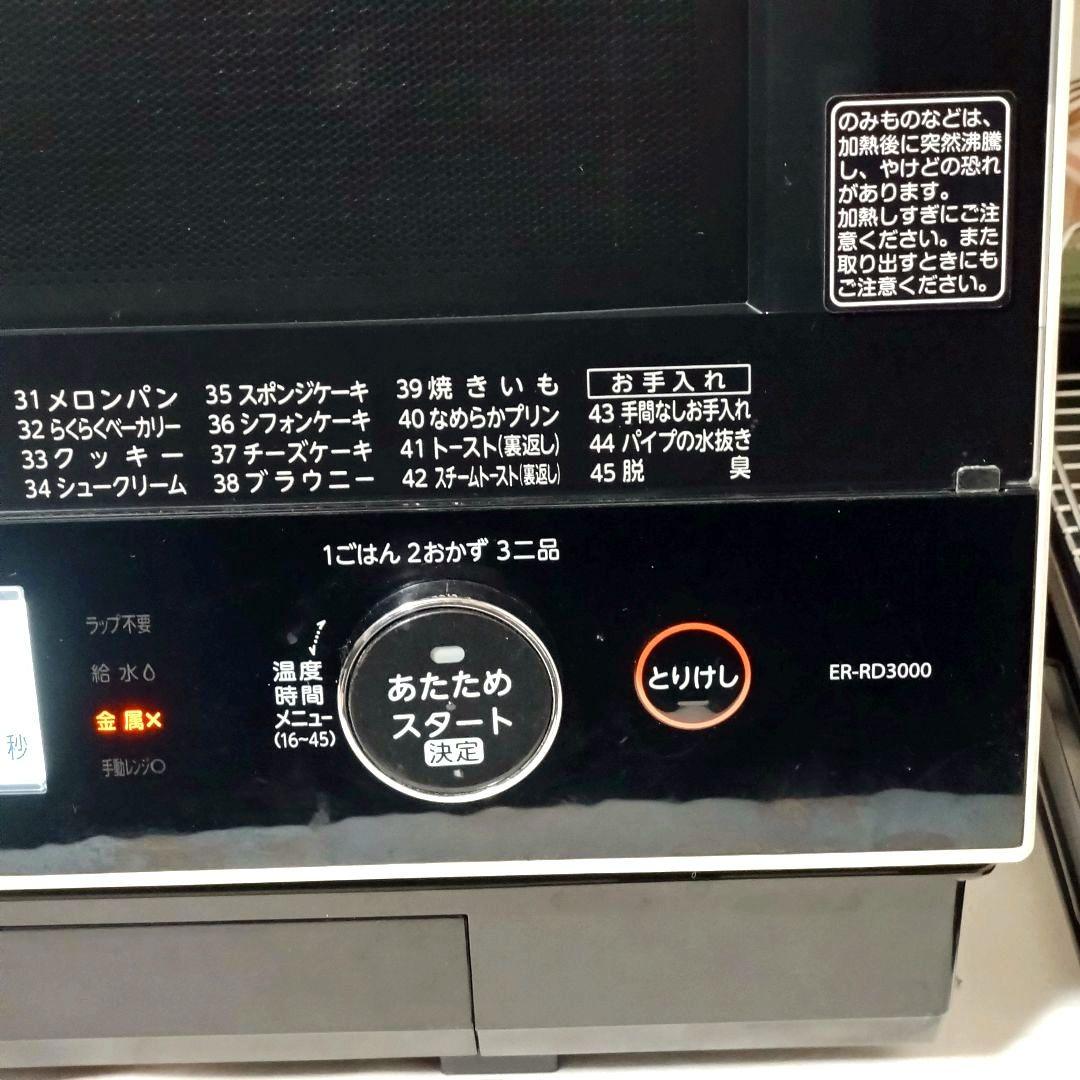 のみものなどは、
加熱後に突然沸騰
し、やけどの恐れ
があります。
加熱しすぎにご注
意ください。また
取り出すときにも
ご注意ください。
31 メロンパン
32 らくらくベーカリー
33 クッキー
34 シュークリーム
35 スポンジケーキ
36 シフォンケーキ
37 チーズケーキ
38 ブラウニー
39 焼きいも
40 なめらかプリン
41 トースト(裏返し)
42 スチームトースト(裏返し)
お手入れ
43 手間なしお手入れ
44 パイプの水抜き
45 脱臭
1ごはん 2おかず 3二品
秒
ラップ不要
給水
金属×
手動レンジ○
温度
時間
メニュー
(16~45)
あたため
スタート
決定
とりけし
ER-RD3000